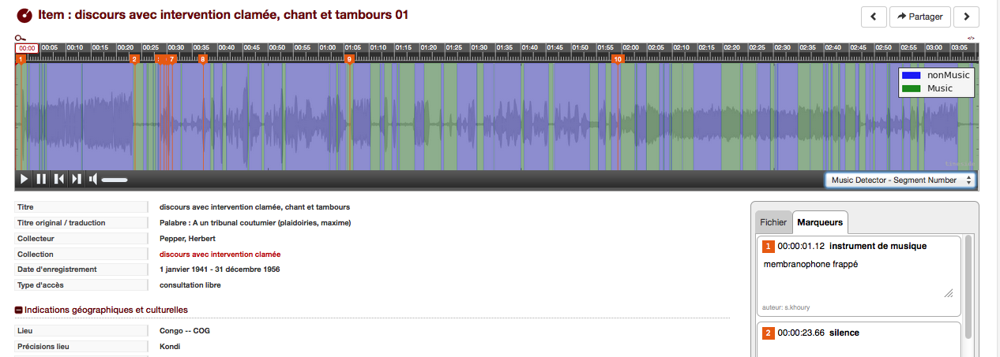 Item : discours avec intervention clamée, chant et tambours 01
Partager
</>
00:00 00:05 00:10 00:15 00:20 00:25 00:30 00:35 00:40 00:45 00:50 00:55 01:00 01:05 01:10 01:15 01:20 01:25 01:30 01:35 01:40 01:45 01:50 01:55 02:00 02:05 02:10 02:15 02:20 02:25 02:30 02:35 02:40 02:45 02:50 02:55 03:00 03:05
1 2 7 8 9 10
nonMusic
Music
Music Detector - Segment Number
Titre discours avec intervention clamée, chant et tambours
Titre original / traduction Palabre : A un tribunal coutumier (plaidoiries, maxime)
Collecteur Pepper, Herbert
Collection discours avec intervention clamée
Date d'enregistrement 1 janvier 1941 - 31 décembre 1956
Type d'accès consultation libre
Indications géographiques et culturelles
Lieu Congo -- COG
Précisions lieu Kondi
Fichier Marqueurs
1 00:00:01.12 instrument de musique
membranophone frappé
auteur: s.khoury
2 00:00:23.66 silence